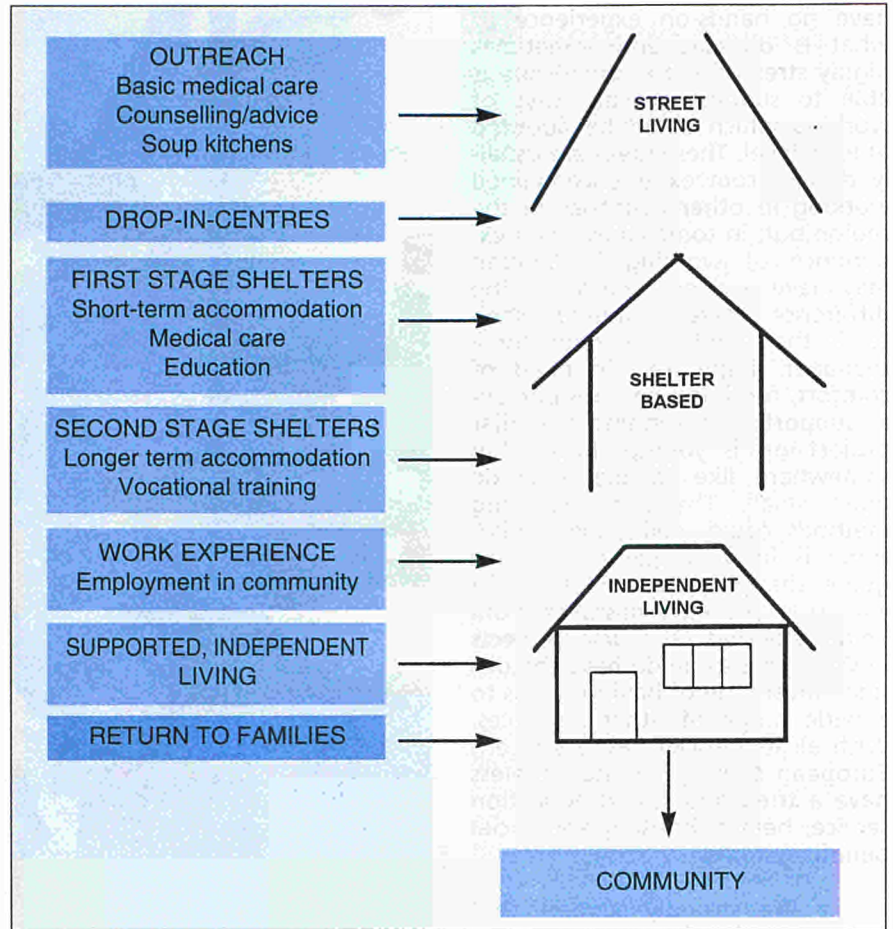 OUTREACH
Basic medical care
Counselling/advice
Soup kitchens
STREET
LIVING
DROP-IN-CENTRES
FIRST STAGE SHELTERS
Short-term accommodation
Medical care
Education
SHELTER
BASED
SECOND STAGE SHELTERS
Longer term accommodation
Vocational training
WORK EXPERIENCE
Employment in community
INDEPENDENT
LIVING
SUPPORTED, INDEPENDENT
LIVING
RETURN TO FAMILIES
COMMUNITY